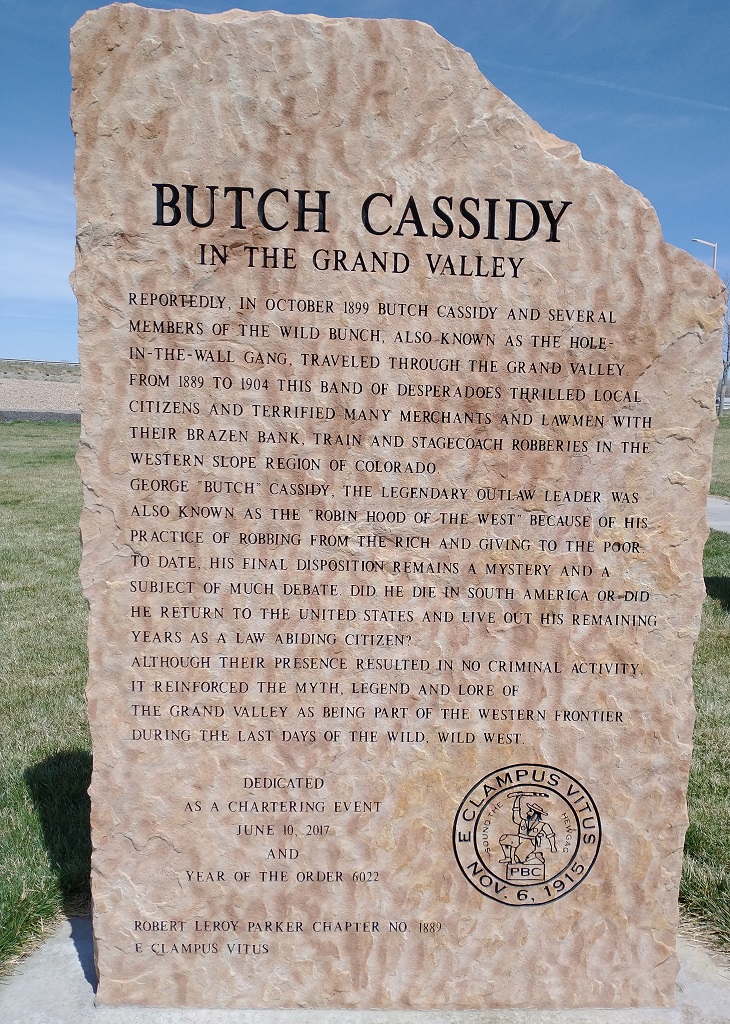 BUTCH CASSIDY
IN THE GRAND VALLEY
REPORTEDLY, IN OCTOBER 1899 BUTCH CASSIDY AND SEVERAL
MEMBERS OF THE WILD BUNCH, ALSO KNOWN AS THE HOLE-
IN-THE-WALL GANG, TRAVELED THROUGH THE GRAND VALLEY.
FROM 1889 TO 1904 THIS BAND OF DESPERADOES THRILLED LOCAL
CITIZENS AND TERRIFIED MANY MERCHANTS AND LAWMEN WITH
THEIR BRAZEN BANK, TRAIN AND STAGECOACH ROBBERIES IN THE
WESTERN SLOPE REGION OF COLORADO.
GEORGE "BUTCH" CASSIDY, THE LEGENDARY OUTLAW LEADER WAS
ALSO KNOWN AS THE "ROBIN HOOD OF THE WEST" BECAUSE OF HIS
PRACTICE OF ROBBING FROM THE RICH AND GIVING TO THE POOR.
TO DATE, HIS FINAL DISPOSITION REMAINS A MYSTERY AND A
SUBJECT OF MUCH DEBATE. DID HE DIE IN SOUTH AMERICA OR DID
HE RETURN TO THE UNITED STATES AND LIVE OUT HIS REMAINING
YEARS AS A LAW ABIDING CITIZEN?
ALTHOUGH THEIR PRESENCE RESULTED IN NO CRIMINAL ACTIVITY,
IT REINFORCED THE MYTH, LEGEND AND LORE OF
THE GRAND VALLEY AS BEING PART OF THE WESTERN FRONTIER
DURING THE LAST DAYS OF THE WILD, WILD WEST.
DEDICATED
AS A CHARTERING EVENT
JUNE 10, 2017
AND
YEAR OF THE ORDER 6022
ROBERT LEROY PARKER CHAPTER NO. 1889
E CLAMPUS VITUS
E CLAMPUS VITUS
SOUND THE HEWGAG
PBC
NOV. 6, 1915